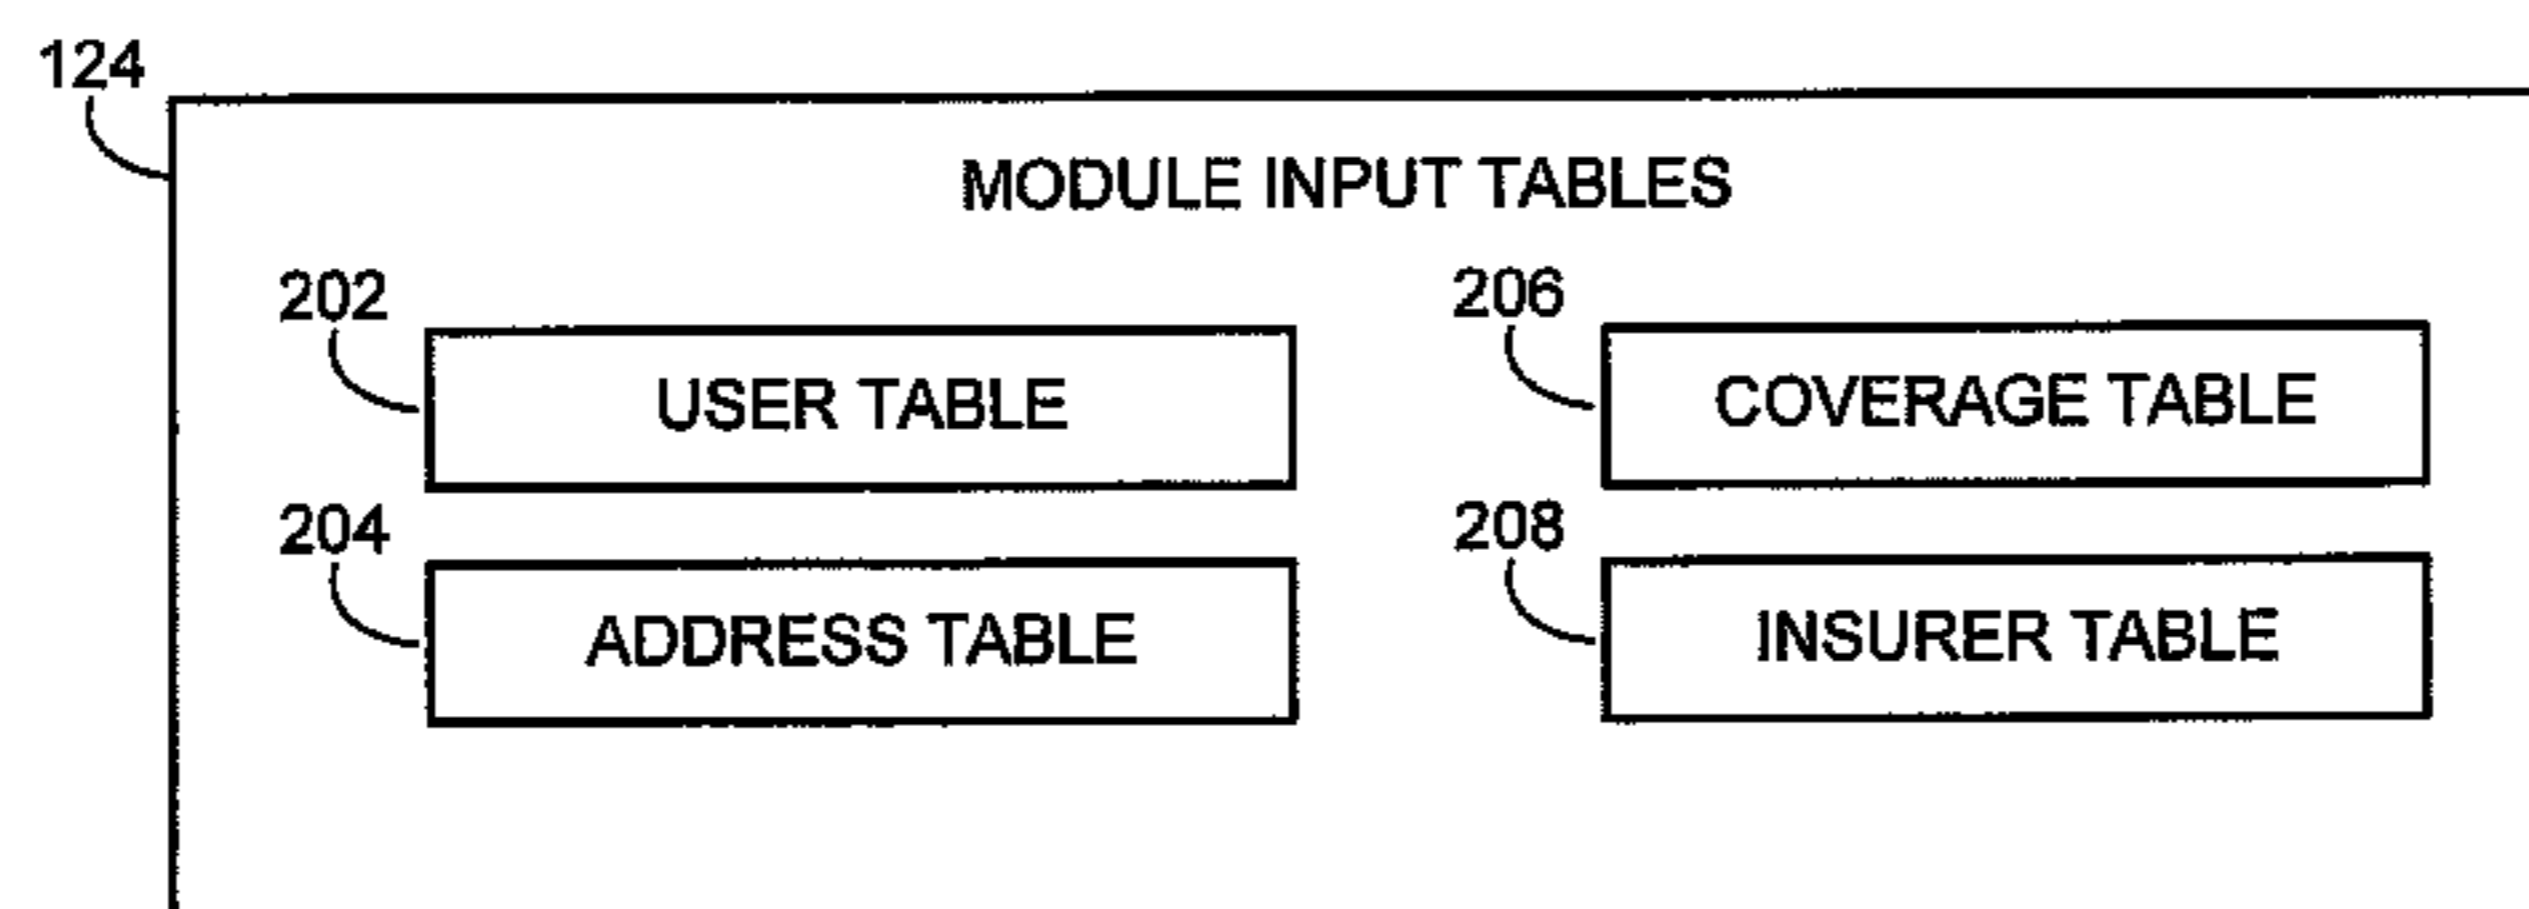 124
MODULE INPUT TABLES
202
USER TABLE
206
COVERAGE TABLE
204
ADDRESS TABLE
208
INSURER TABLE